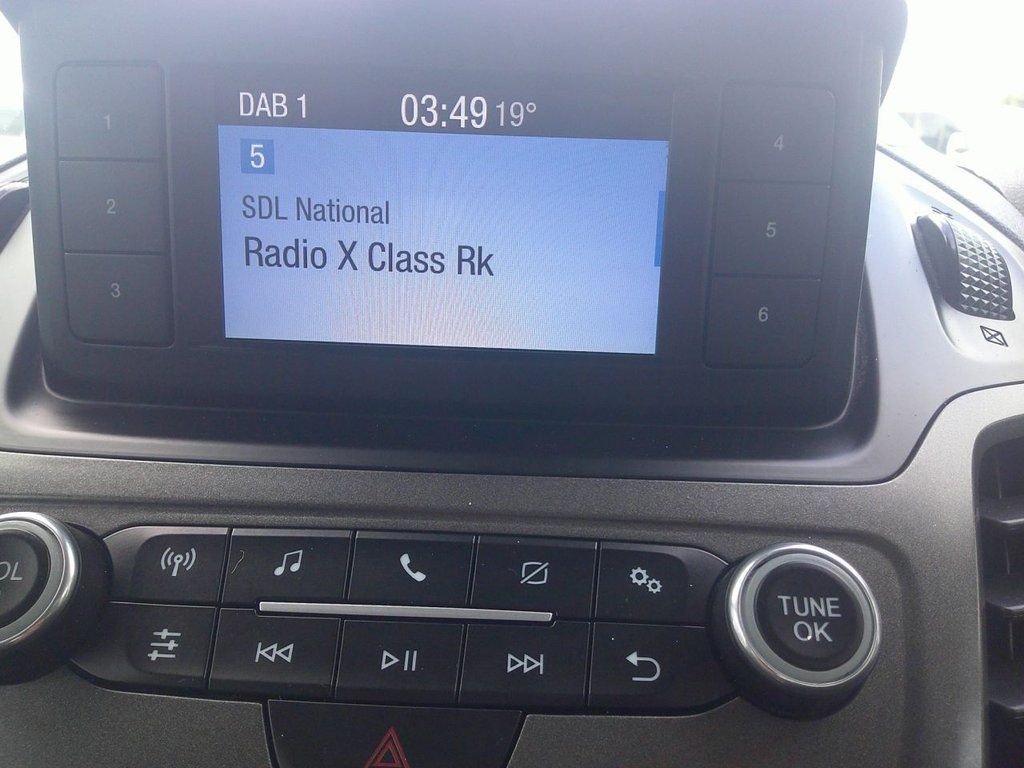 DAB 1 03:49 19°
5
SDL National
Radio X Class Rk
1
2
3
4
5
6
OL
TUNE
OK